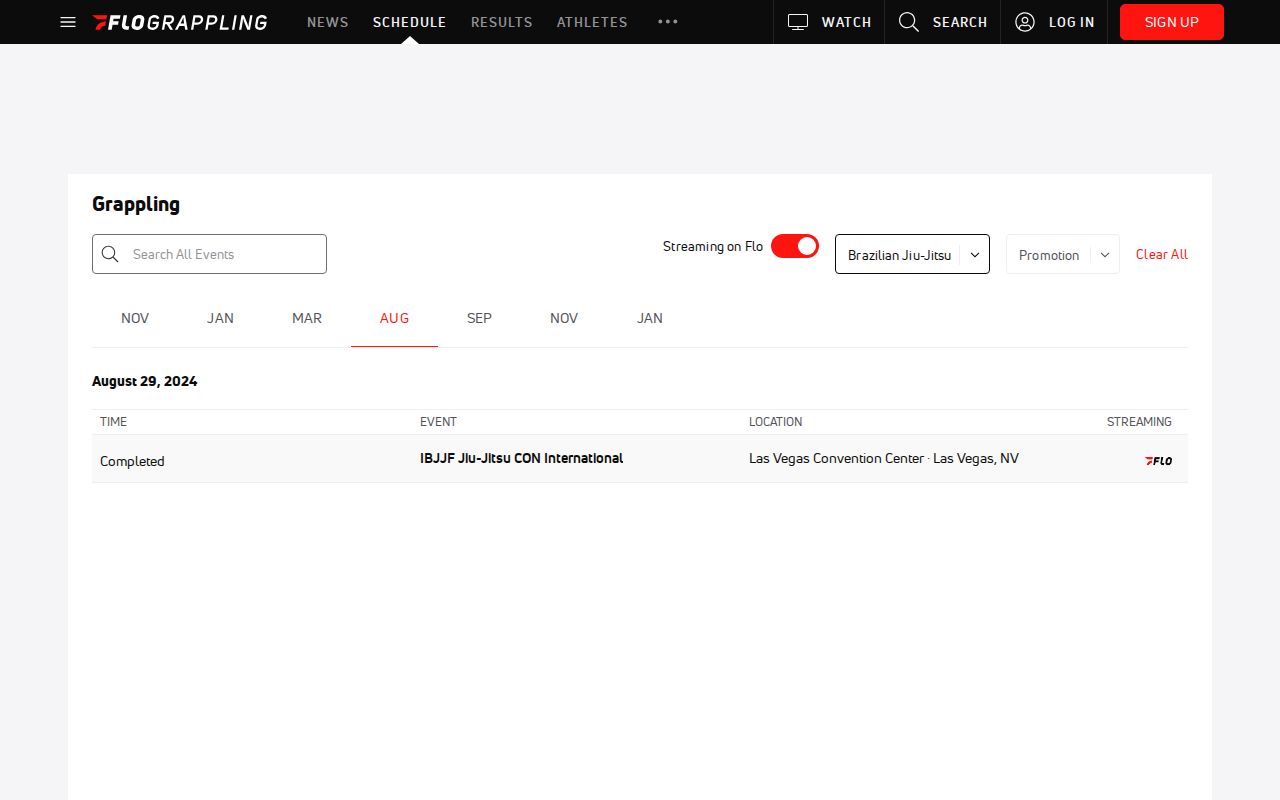 FLOGRAPPLING NEWS SCHEDULE RESULTS ATHLETES WATCH SEARCH LOG IN SIGN UP
Grappling
Search All Events Streaming on Flo Brazilian Jiu-Jitsu Promotion Clear All
NOV JAN MAR AUG SEP NOV JAN
August 29, 2024
TIME EVENT LOCATION STREAMING
Completed IBJJF Jiu-Jitsu CON International Las Vegas Convention Center · Las Vegas, NV FLO